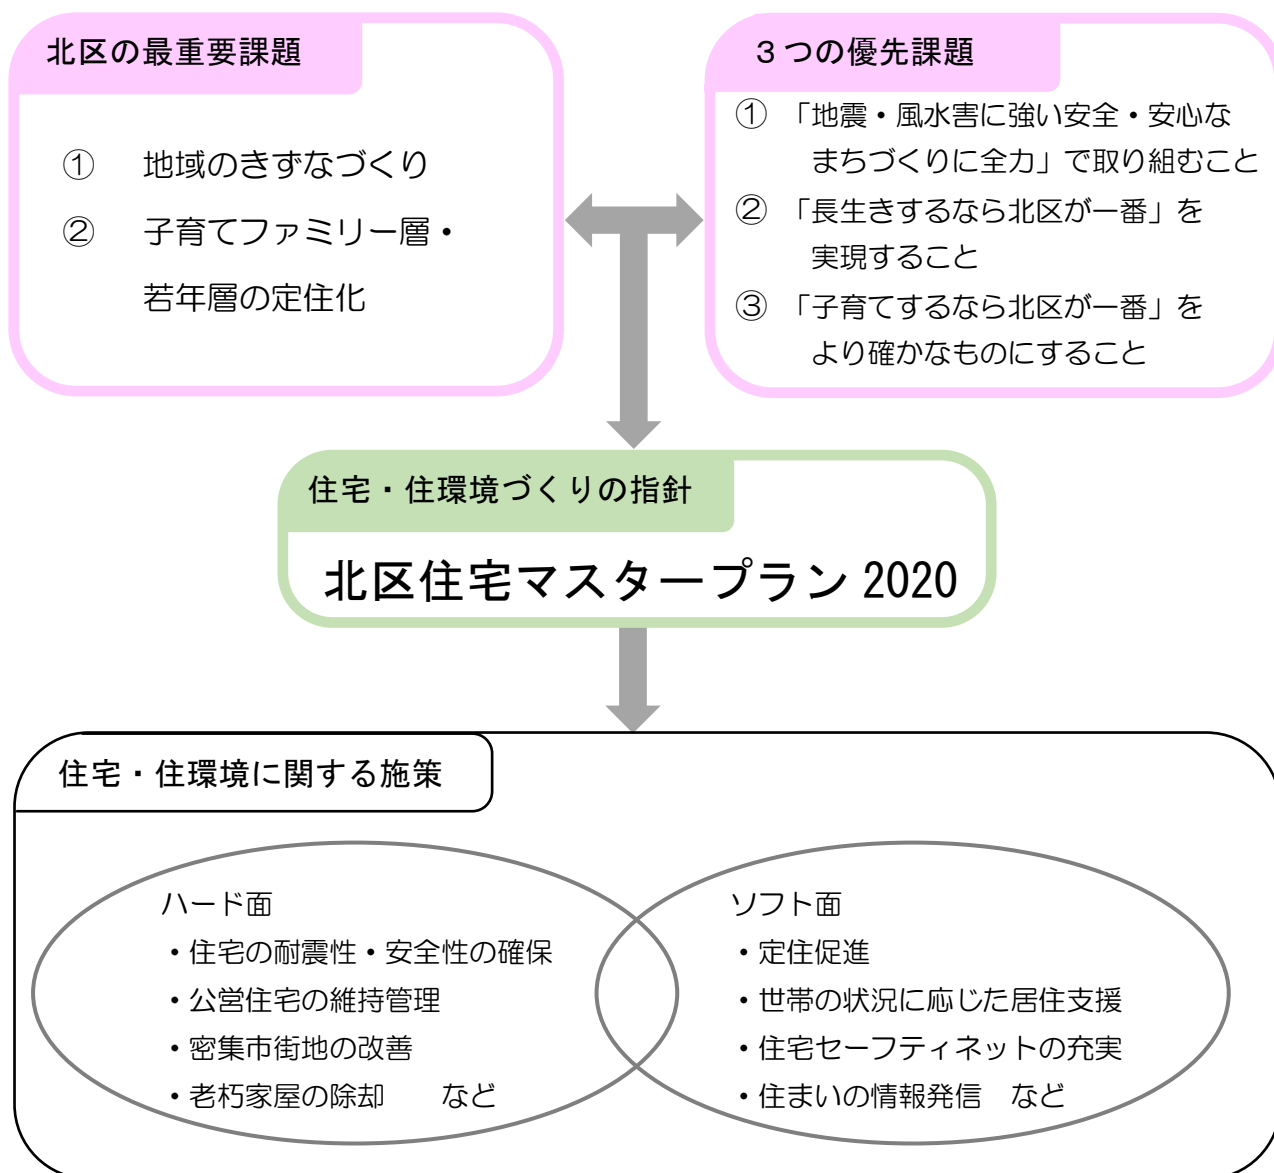 北区の最重要課題
① 地域のきずなづくり
② 子育てファミリー層・
若年層の定住化
3つの優先課題
① 「地震・風水害に強い安全・安心な
まちづくりに全力」で取り組むこと
② 「長生きするなら北区が一番」を
実現すること
③ 「子育てするなら北区が一番」を
より確かなものにすること
住宅・住環境づくりの指針
北区住宅マスタープラン 2020
住宅・住環境に関する施策
ハード面
・住宅の耐震性・安全性の確保
・公営住宅の維持管理
・密集市街地の改善
・老朽家屋の除却　　など
ソフト面
・定住促進
・世帯の状況に応じた居住支援
・住宅セーフティネットの充実
・住まいの情報発信　など